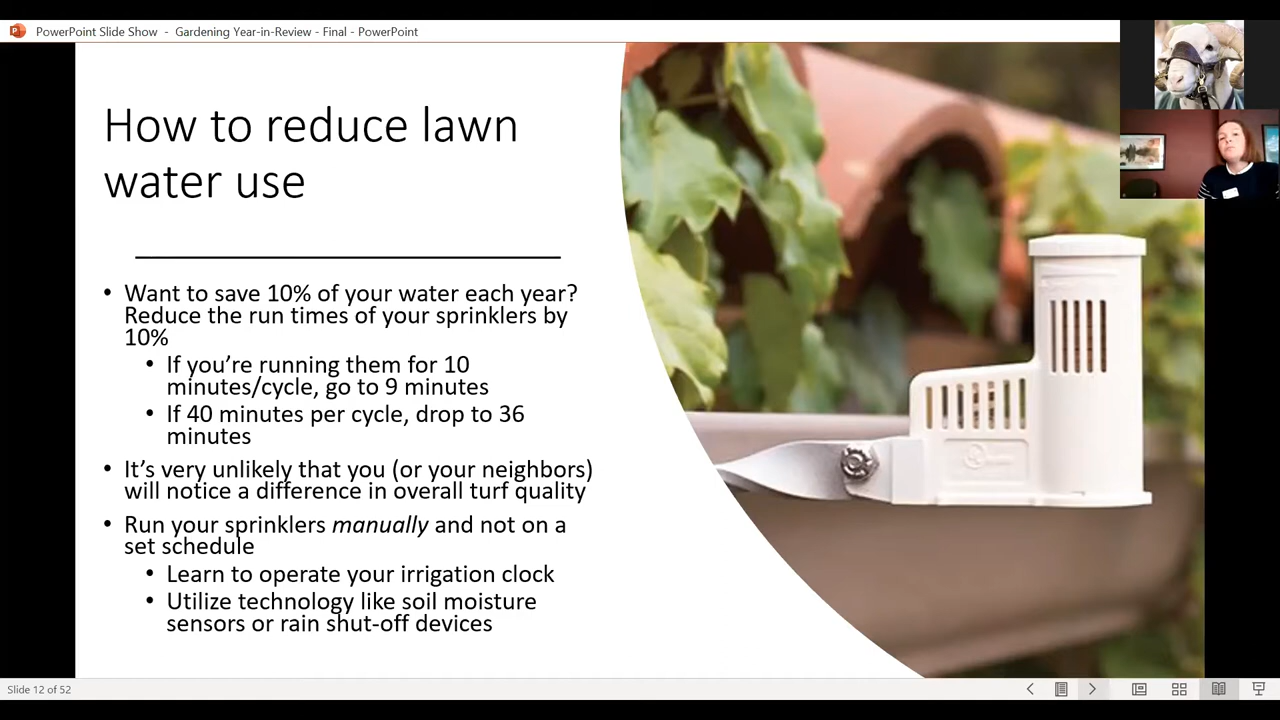 PowerPoint Slide Show - Gardening Year-in-Review - Final - PowerPoint
How to reduce lawn
water use
• Want to save 10% of your water each year?
Reduce the run times of your sprinklers by
10%
• If you’re running them for 10
minutes/cycle, go to 9 minutes
• If 40 minutes per cycle, drop to 36
minutes
• It’s very unlikely that you (or your neighbors)
will notice a difference in overall turf quality
• Run your sprinklers manually and not on a
set schedule
• Learn to operate your irrigation clock
• Utilize technology like soil moisture
sensors or rain shut-off devices
Slide 12 of 52